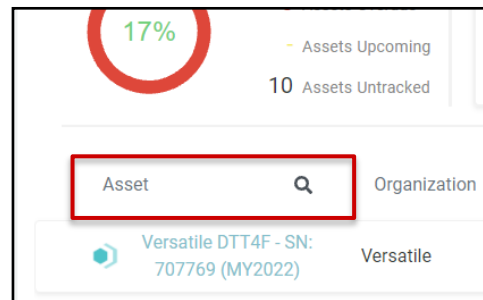 17%
- Assets Upcoming
10 Assets Untracked
Asset
Organization
Versatile DTT4F - SN:
707769 (MY2022)
Versatile